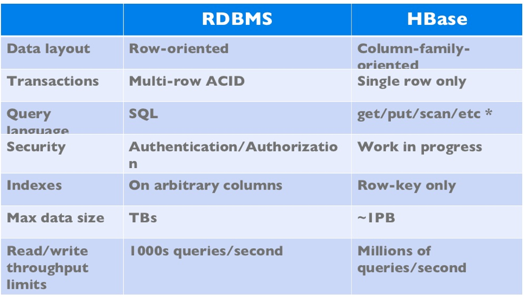 RDBMS HBase
Data layout Row-oriented Column-family-
oriented
Transactions Multi-row ACID Single row only
Query SQL get/put/scan/etc *
language
Security Authentication/Authorizatio Work in progress
n
Indexes On arbitrary columns Row-key only
Max data size TBs ~1PB
Read/write 1000s queries/second Millions of
throughput queries/second
limits